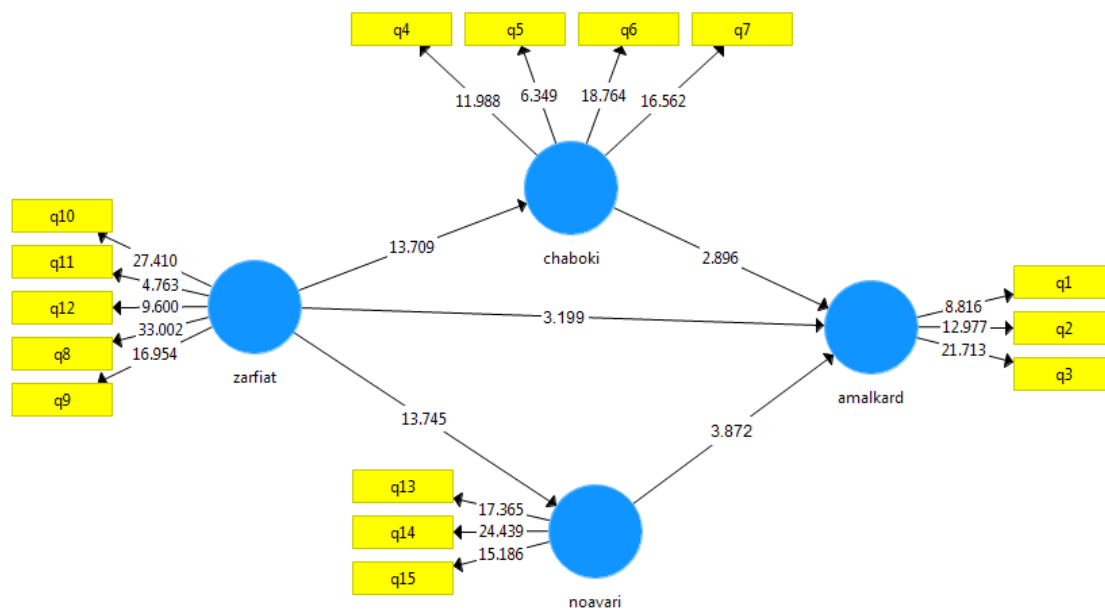 q4
q5
q6
q7
11.988
6.349
18.764
16.562
chaboki
q10
q11
q12
q8
q9
27.410
4.763
9.600
33.002
16.954
zarfiat
13.709
3.199
13.745
2.896
3.872
q1
q2
q3
8.816
12.977
21.713
amalkard
q13
q14
q15
17.365
24.439
15.186
noavari